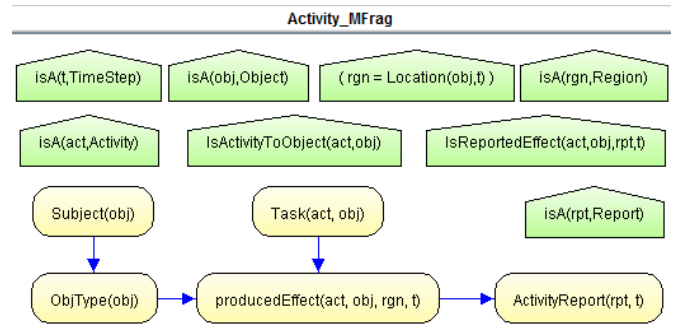 Activity_MFrag
isA(t,TimeStep)
isA(obj,Object)
( rgn = Location(obj,t) )
isA(rgn,Region)
isA(act,Activity)
IsActivityToObject(act,obj)
IsReportedEffect(act,obj,rpt,t)
Subject(obj)
Task(act, obj)
isA(rpt,Report)
ObjType(obj)
producedEffect(act, obj, rgn, t)
ActivityReport(rpt, t)